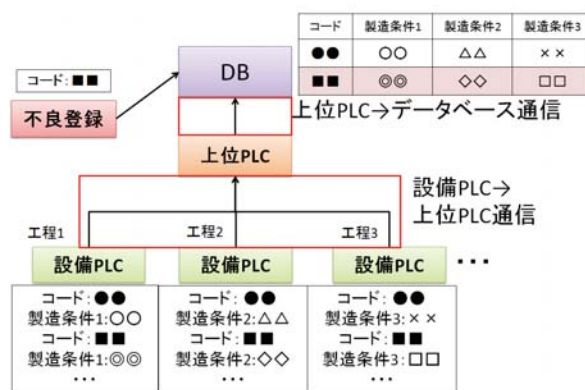 コード 製造条件1 製造条件2 製造条件3
●● ○○ △△ ××
■■ ◎◎ ◇◇ □□
コード:■■
不良登録
DB
上位PLC→データベース通信
上位PLC
設備PLC→
上位PLC通信
工程1 工程2 工程3
設備PLC 設備PLC 設備PLC ・・・
コード:●● コード:●● コード:●●
製造条件1:○○ 製造条件2:△△ 製造条件3:××
コード:■■ コード:■■ コード:■■
製造条件1:◎◎ 製造条件2:◇◇ 製造条件3:□□
・・・ ・・・ ・・・